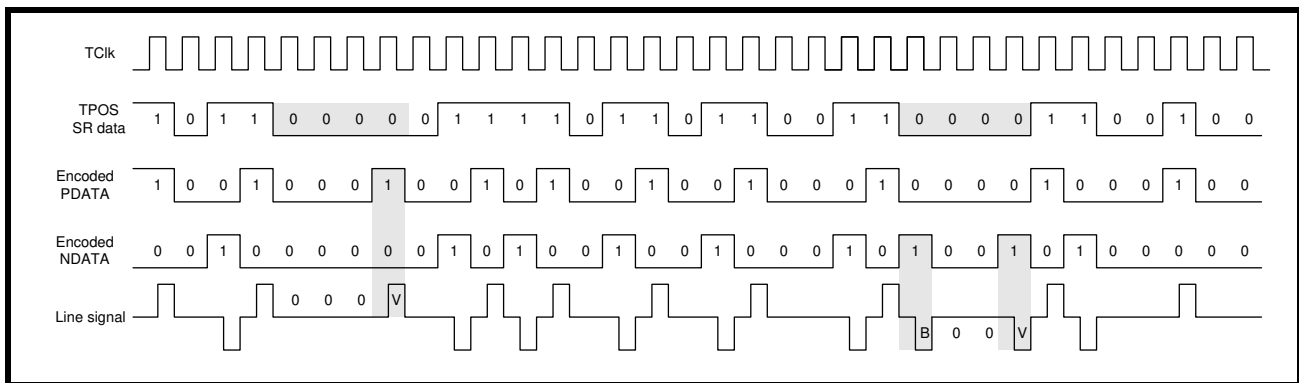 TClk
TPOS
SR data
1 0 1 1 0 0 0 0 0 1 1 1 1 0 1 1 0 1 1 0 0 1 1 0 0 0 0 1 1 0 0 1 0 0
Encoded
PDATA
1 0 0 1 0 0 0 1 0 0 1 0 1 0 0 1 0 0 1 0 0 0 1 0 0 0 0 1 0 0 0 1 0 0
Encoded
NDATA
0 0 1 0 0 0 0 0 0 1 0 1 0 0 1 0 0 1 0 0 0 1 0 1 0 0 1 0 1 0 0 0 0 0
Line signal
0 0 0 V
B 0 0 V